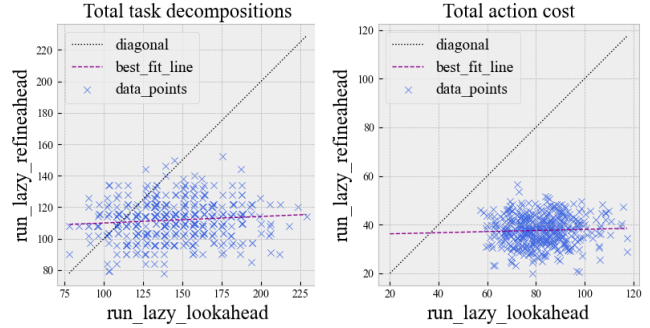 Total task decompositions
diagonal
best_fit_line
data_points
run_lazy_refineahead
220
200
180
160
140
120
100
80
75
100
125
150
175
200
225
run_lazy_lookahead
Total action cost
diagonal
best_fit_line
data_points
run_lazy_refineahead
120
100
80
60
40
20
20
40
60
80
100
120
run_lazy_lookahead